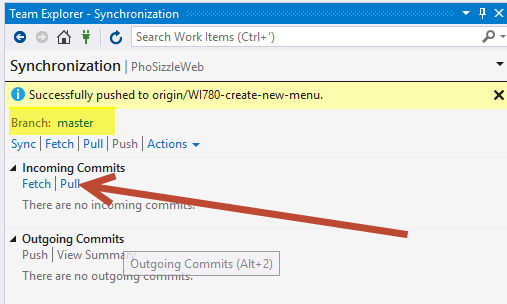 Team Explorer - Synchronization
Search Work Items (Ctrl+')
Synchronization | PhoSizzleWeb
Successfully pushed to origin/WI780-create-new-menu.
Branch: master
Sync | Fetch | Pull | Push | Actions
Incoming Commits
Fetch | Pull
There are no incoming commits.
Outgoing Commits
Push | View Summary
Outgoing Commits (Alt+2)
There are no outgoing commits.